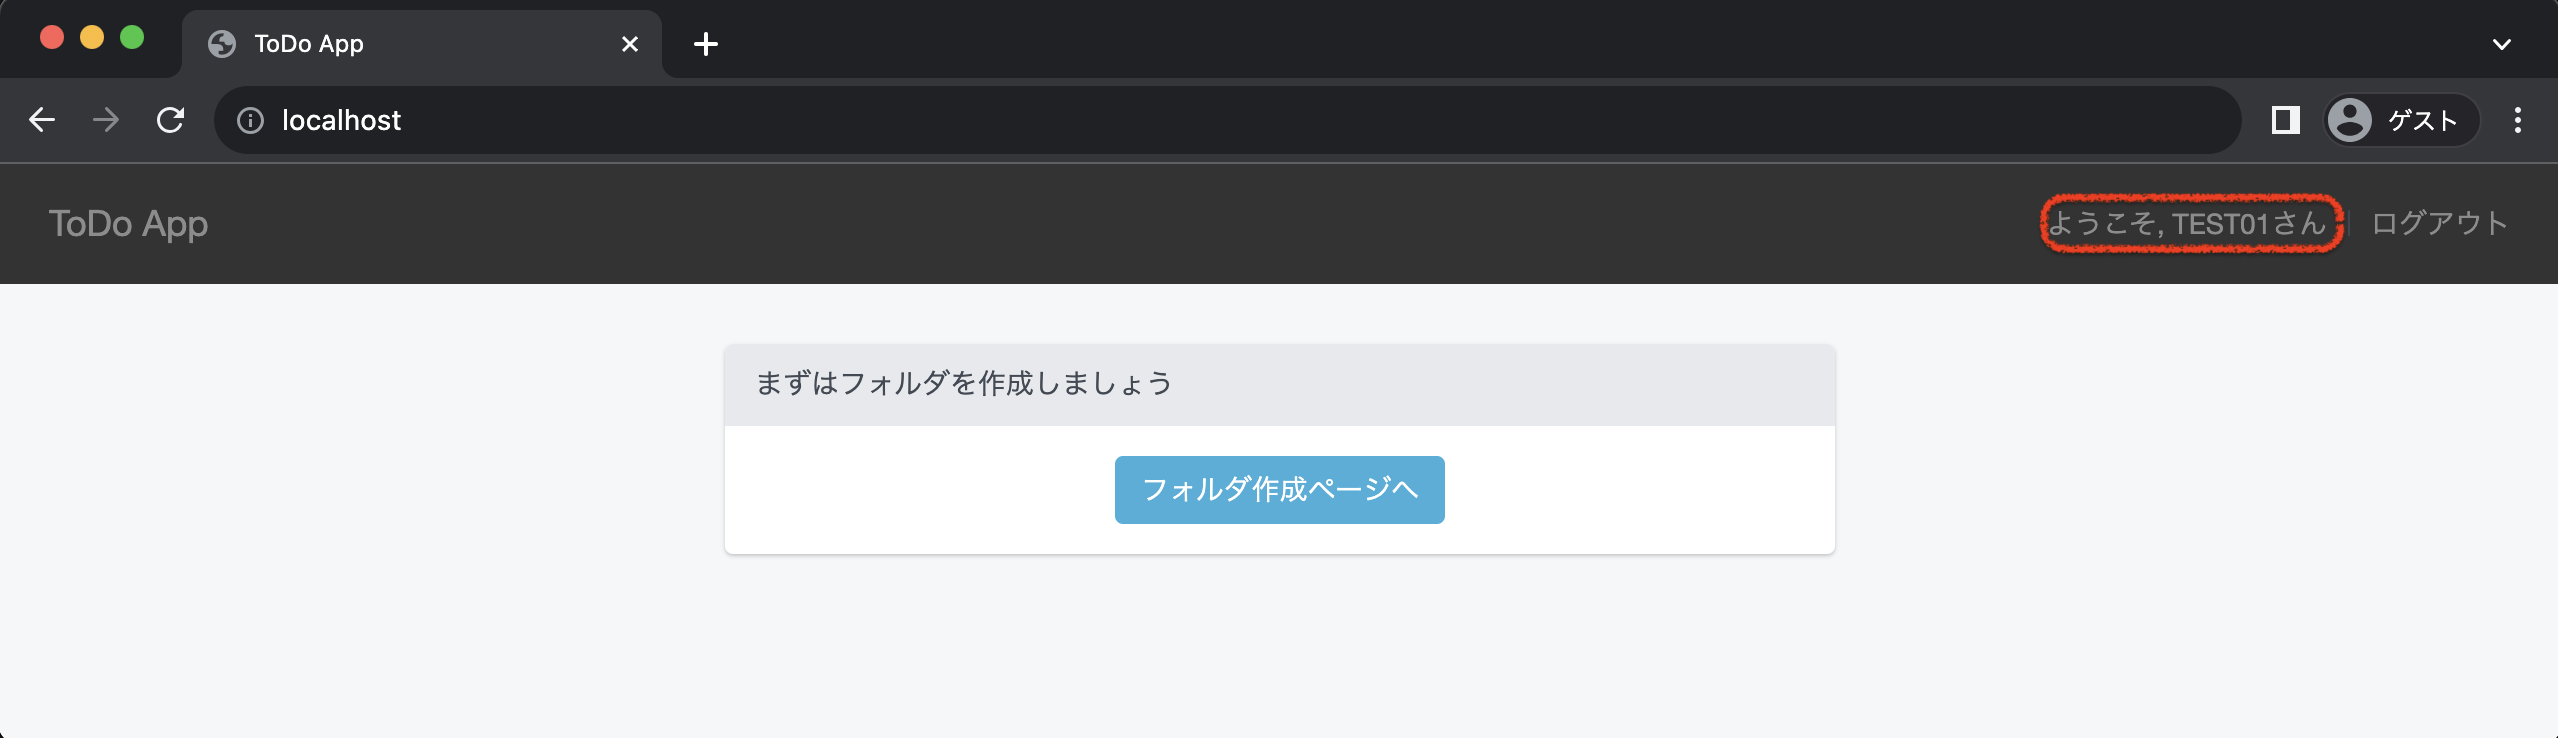 ToDo App
localhost
ゲスト
ToDo App
ようこそ, TEST01さん | ログアウト
まずはフォルダを作成しましょう
フォルダ作成ページへ